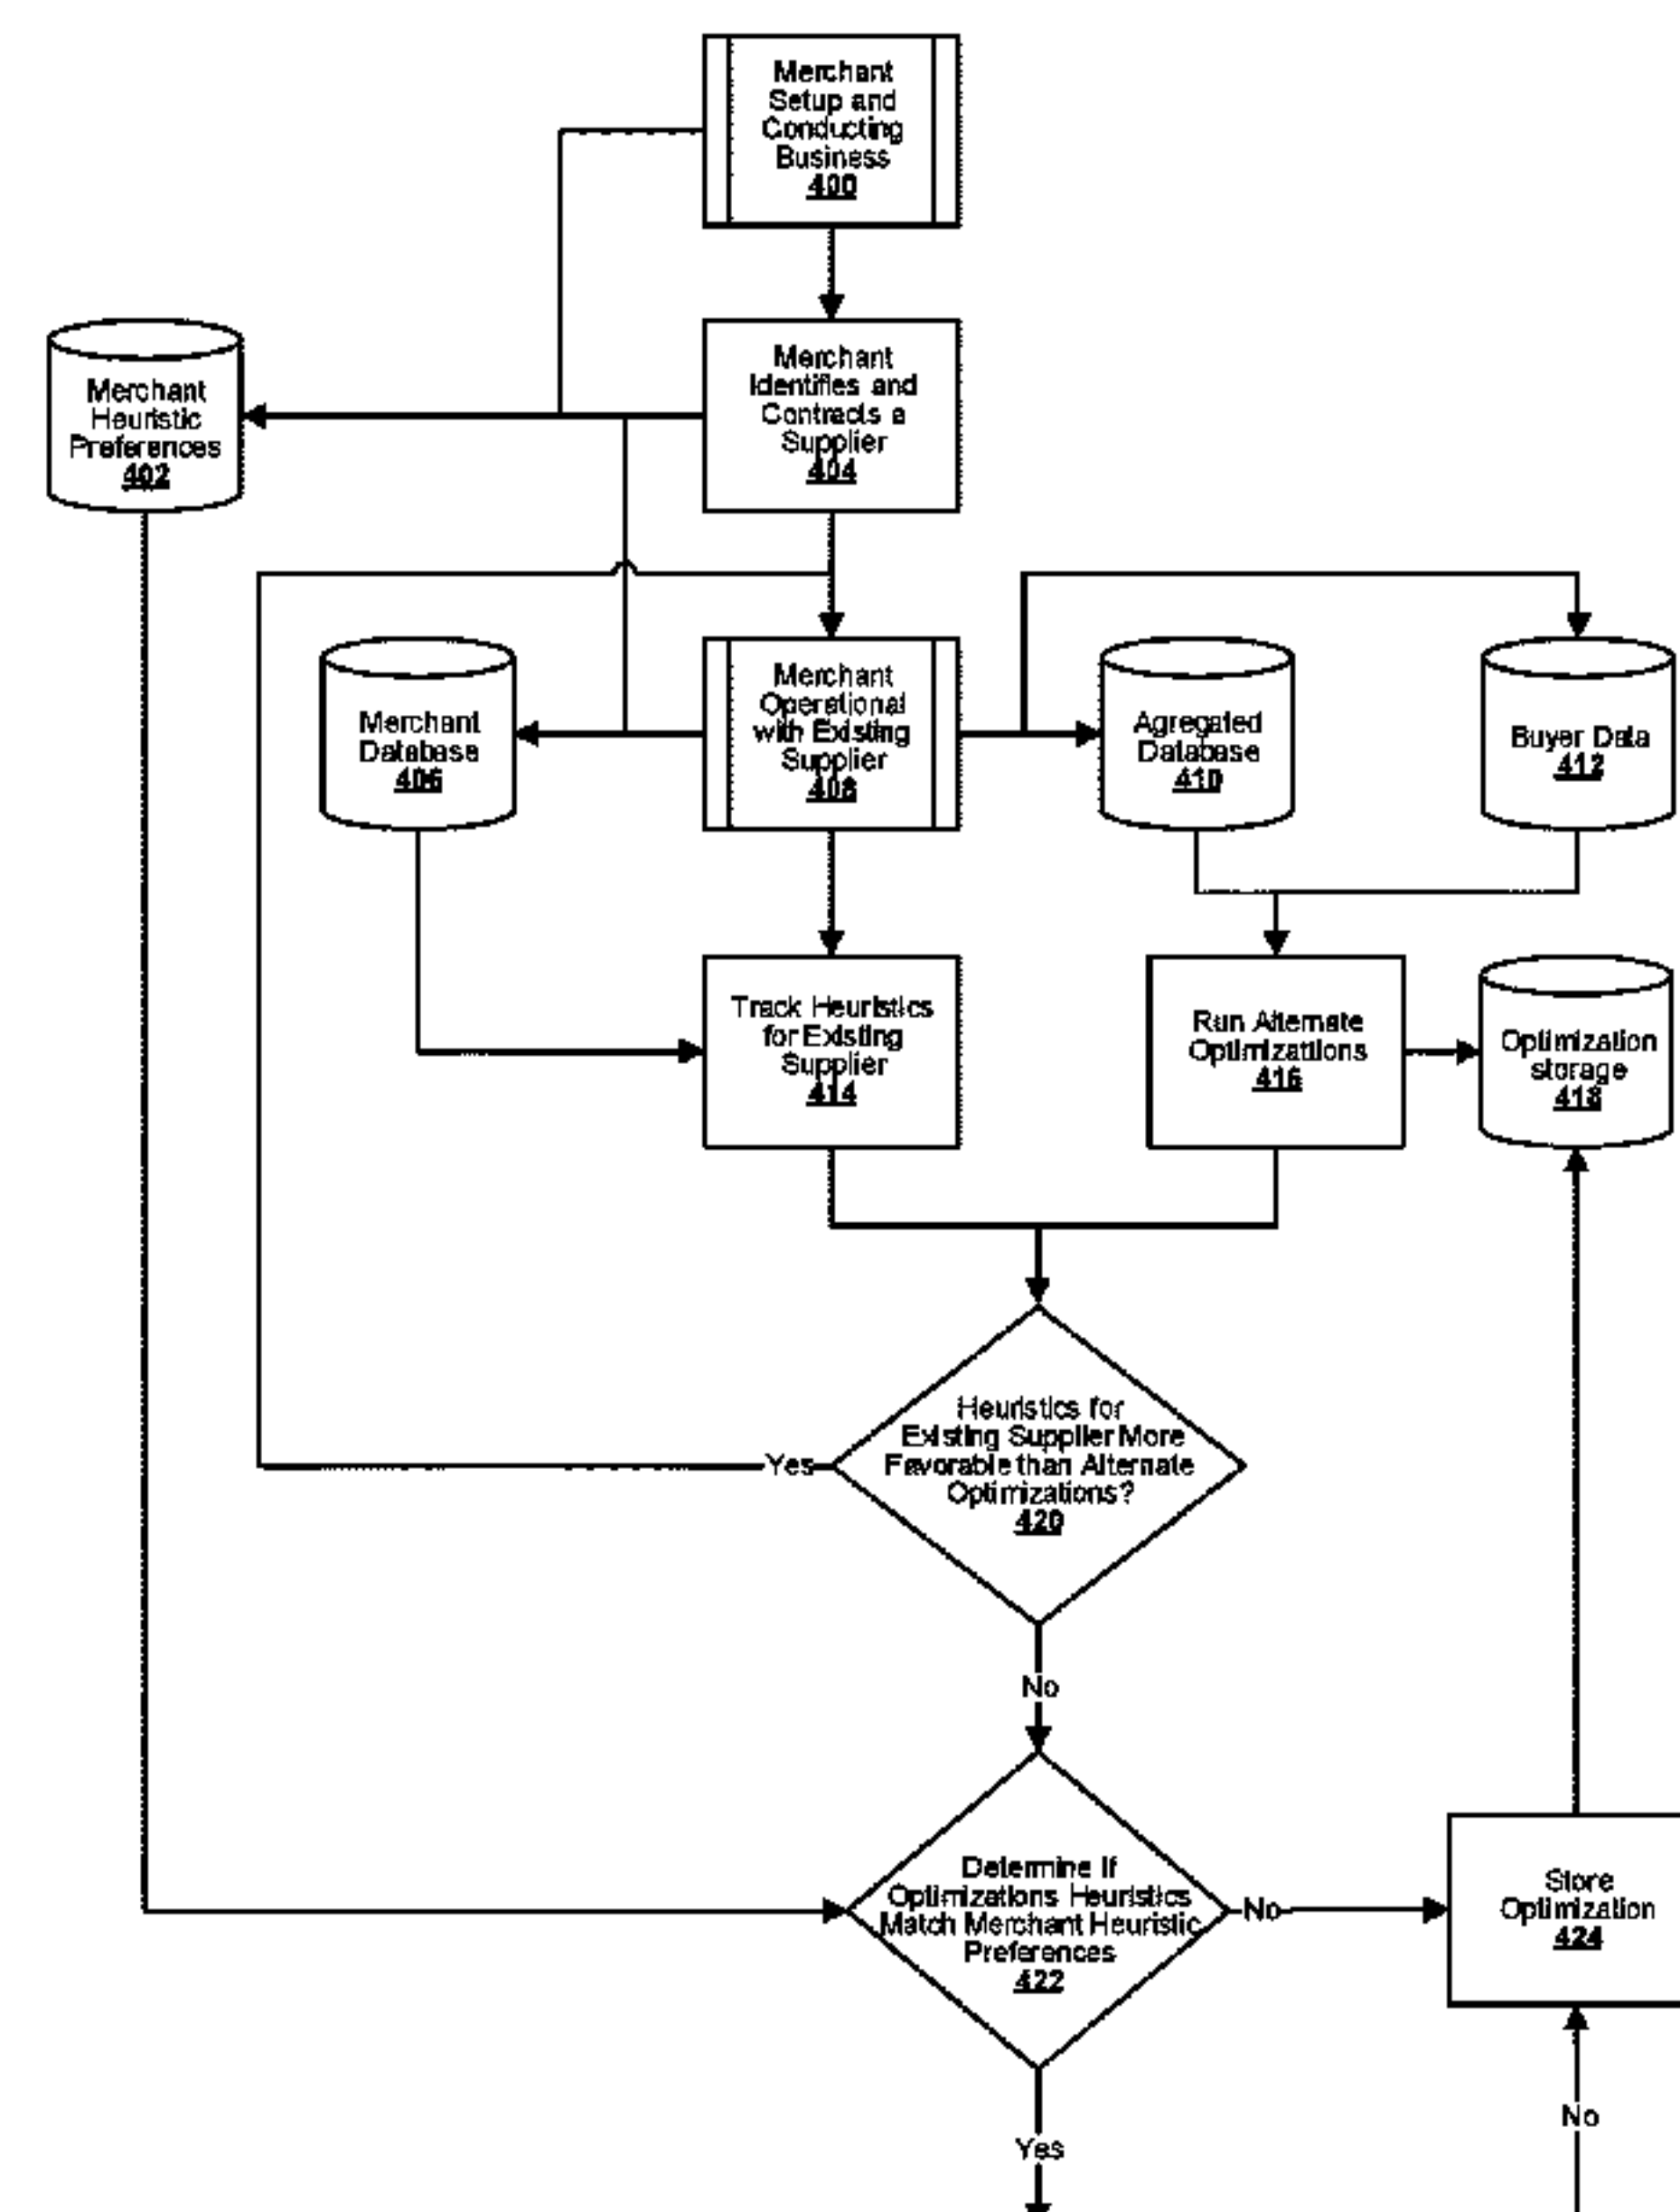 Merchant
Setup and
Conducting
Business
400
Merchant
Heuristic
Preferences
402
Merchant
Identifies and
Contracts a
Supplier
404
Merchant
Database
406
Merchant
Operational
with Existing
Supplier
408
Agregated
Database
410
Buyer Data
412
Track Heuristics
for Existing
Supplier
414
Run Alternate
Optimizattions
416
Optimization
storage
418
Heuristics for
Existing Supplier More
Favorable than Alternate
Optimizations?
420
Yes
No
Determine If
Optimizations Heuristics
Match Merchant Heuristic
Preferences
422
No
Store
Optimization
424
No
Yes